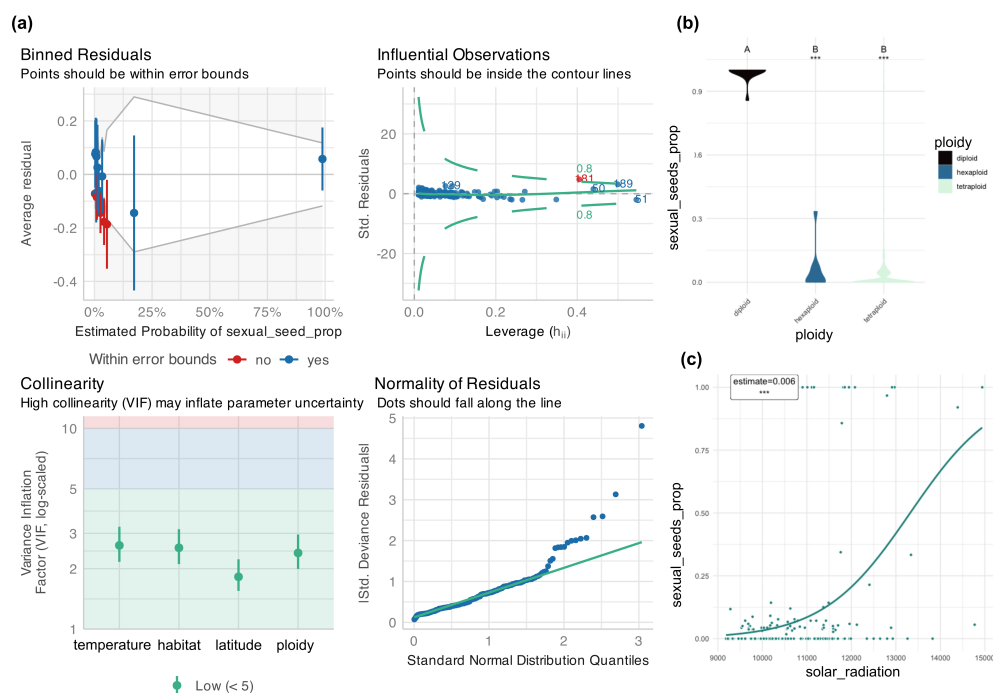 (a)
Binned Residuals
Points should be within error bounds
Average residual
0.2
0.0
-0.2
-0.4
0%
25%
50%
75%
100%
Estimated Probability of sexual_seed_prop
Within error bounds
no
yes
Influential Observations
Points should be inside the contour lines
Std. Residuals
20
0
-20
0.8
0.8
0.0
0.2
0.4
Leverage (hii)
Collinearity
High collinearity (VIF) may inflate parameter uncertainty
Variance Inflation
Factor (VIF, log-scaled)
10
5
3
2
1
temperature
habitat
latitude
ploidy
Low (< 5)
Normality of Residuals
Dots should fall along the line
|Std. Deviance Residuals|
5
4
3
2
1
0
0
1
2
3
Standard Normal Distribution Quantiles
(b)
A
B
B
***
***
sexual_seeds_prop
0.9
0.3
0.0
diploid
hexaploid
tetraploid
ploidy
ploidy
diploid
hexaploid
tetraploid
(c)
estimate=0.006
***
sexual_seeds_prop
1.00
0.75
0.50
0.25
0.00
9000
10000
11000
12000
13000
14000
solar_radiation